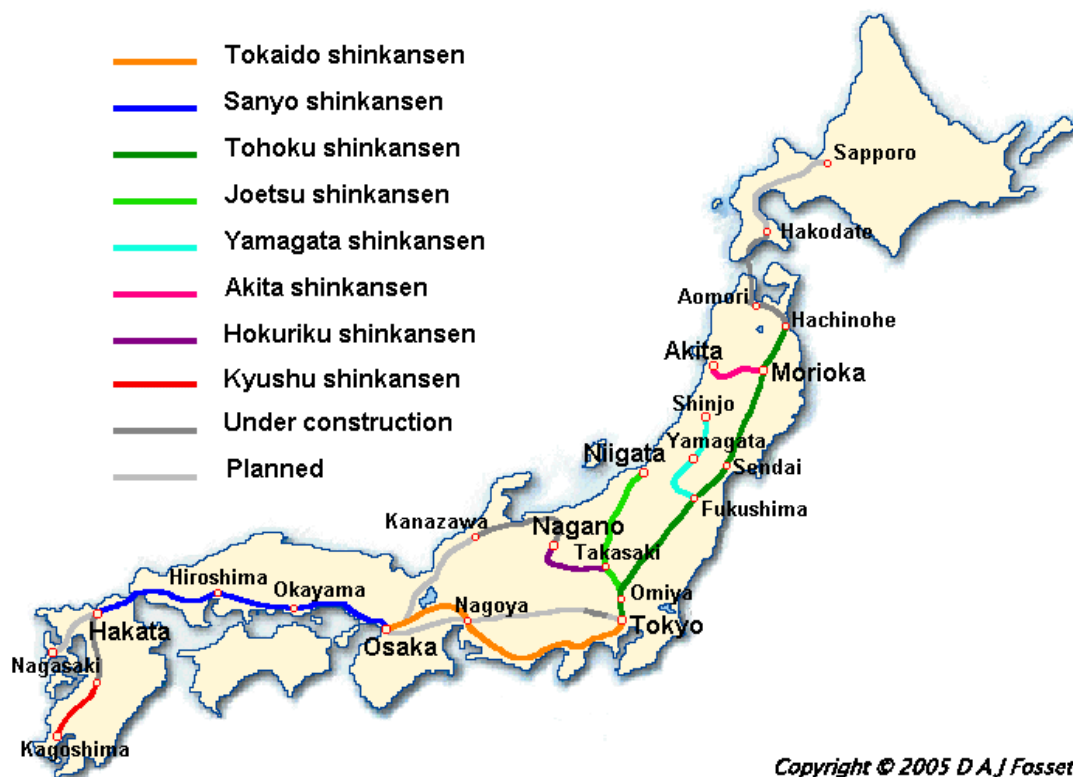 Tokaido shinkansen
Sanyo shinkansen
Tohoku shinkansen
Joetsu shinkansen
Yamagata shinkansen
Akita shinkansen
Hokuriku shinkansen
Kyushu shinkansen
Under construction
Planned
Sapporo
Hakodate
Aomori
Hachinohe
Akita
Morioka
Shinjo
Yamagata
Niigata
Sendai
Fukushima
Kanazawa
Nagano
Takasaki
Hiroshima
Okayama
Nagoya
Omiya
Hakata
Osaka
Tokyo
Nagasaki
Kagoshima
Copyright © 2005 D A J Fosset